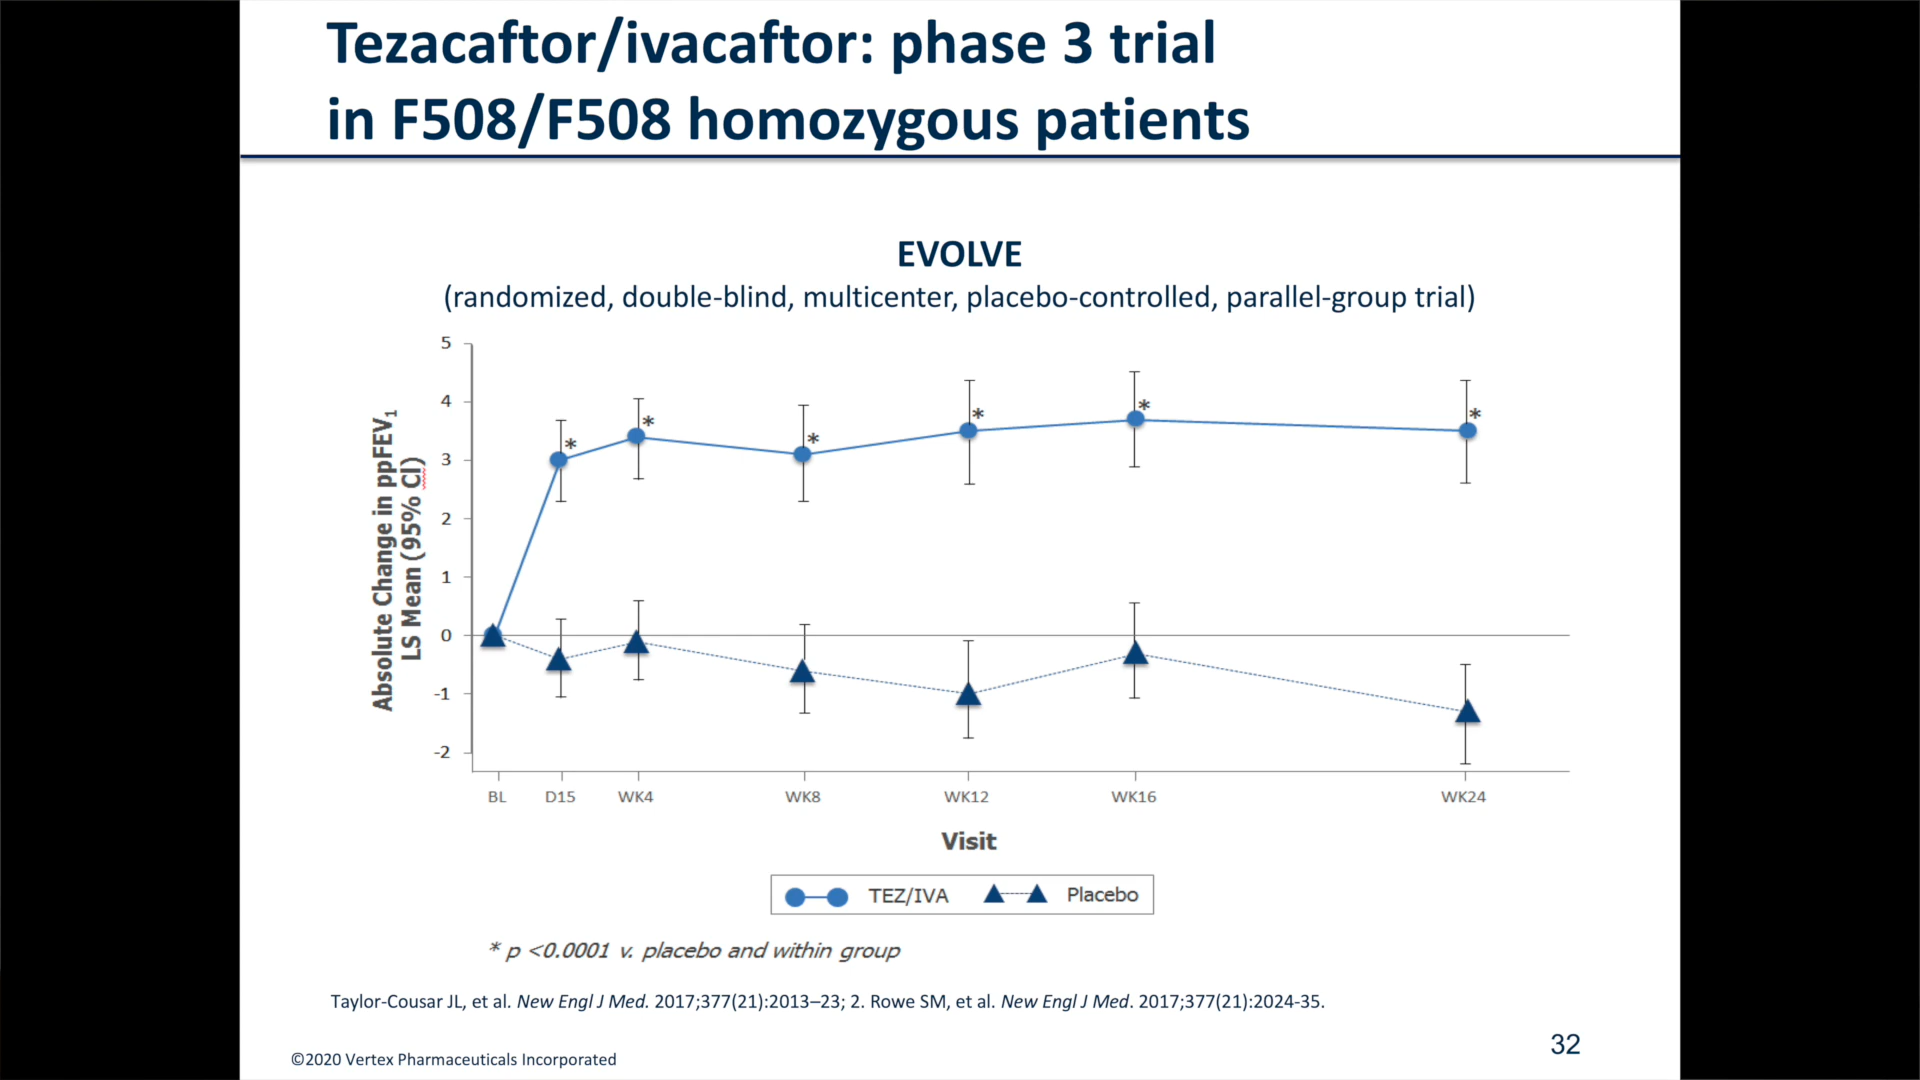 Tezacaftor/ivacaftor: phase 3 trial
in F508/F508 homozygous patients
EVOLVE
(randomized, double-blind, multicenter, placebo-controlled, parallel-group trial)
Absolute Change in ppFEV1
LS Mean (95% CI)
5
4
3
2
1
0
-1
-2
* * * * * *
BL D15 WK4 WK8 WK12 WK16 WK24
Visit
TEZ/IVA Placebo
* p <0.0001 v. placebo and within group
Taylor-Cousar JL, et al. New Engl J Med. 2017;377(21):2013–23; 2. Rowe SM, et al. New Engl J Med. 2017;377(21):2024-35.
32
©2020 Vertex Pharmaceuticals Incorporated